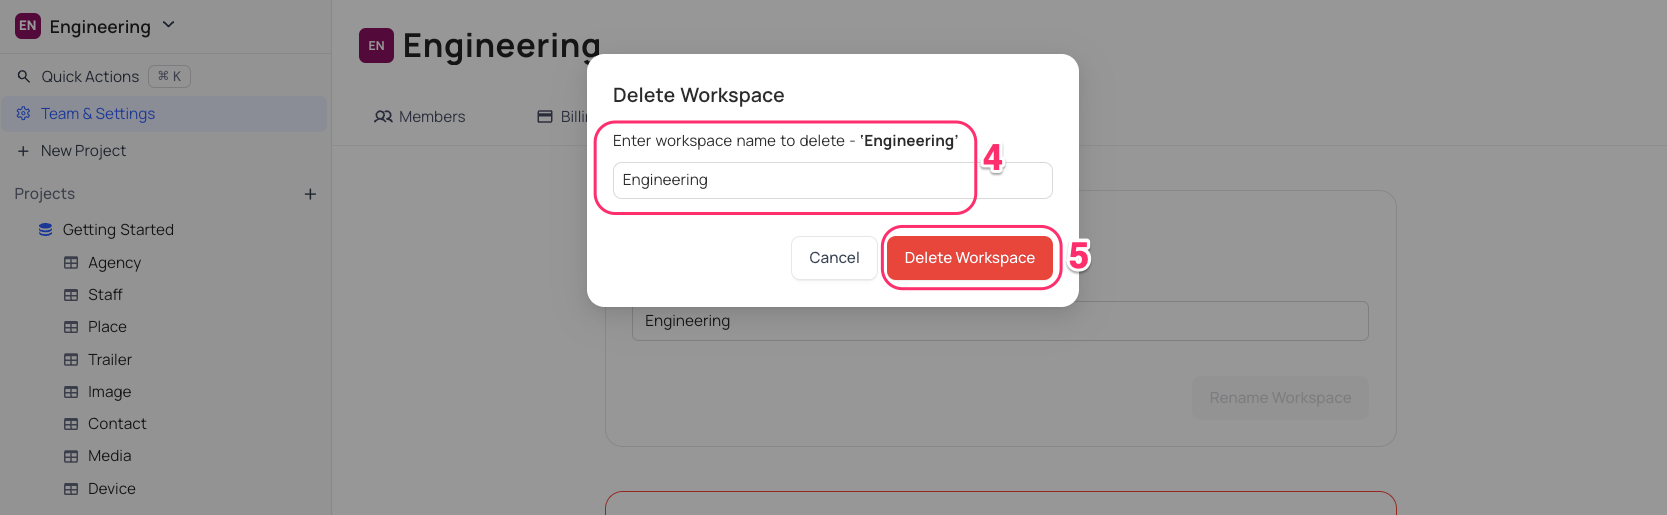 EN Engineering
Quick Actions ⌘ K
Team & Settings
New Project
Projects
Getting Started
Agency
Staff
Place
Trailer
Image
Contact
Media
Device
EN Engineering
Members
Delete Workspace
Enter workspace name to delete - ‘Engineering’
4
Engineering
Cancel Delete Workspace
5
Engineering
Rename Workspace